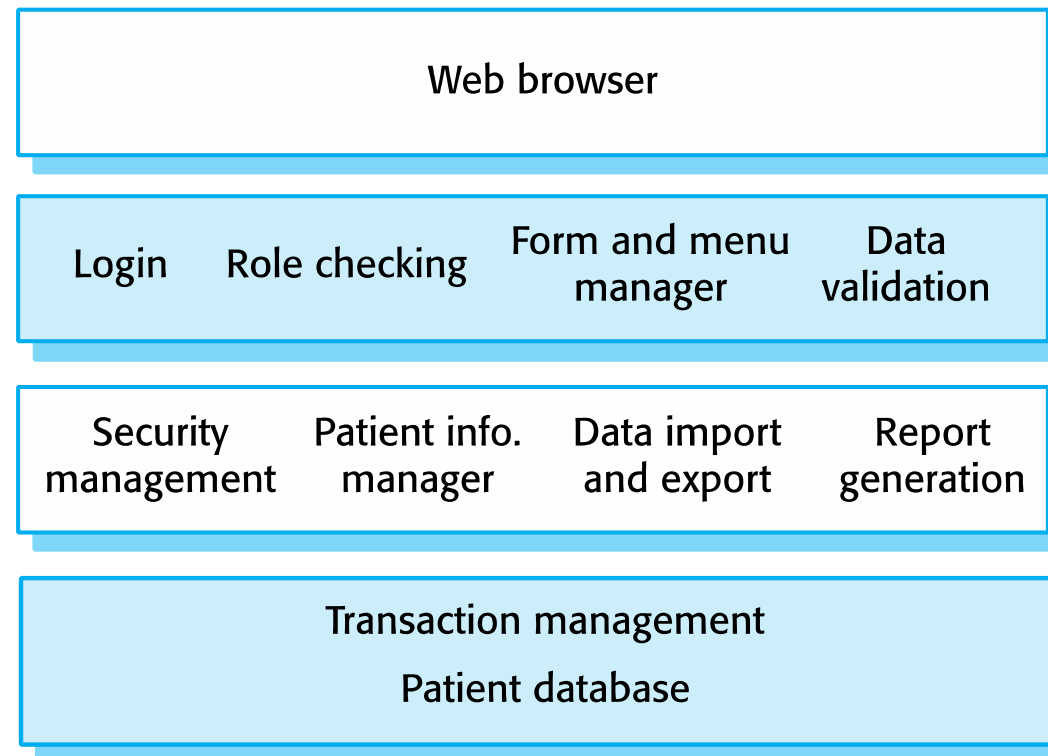 Web browser
Login Role checking Form and menu manager Data validation
Security management Patient info. manager Data import and export Report generation
Transaction management
Patient database